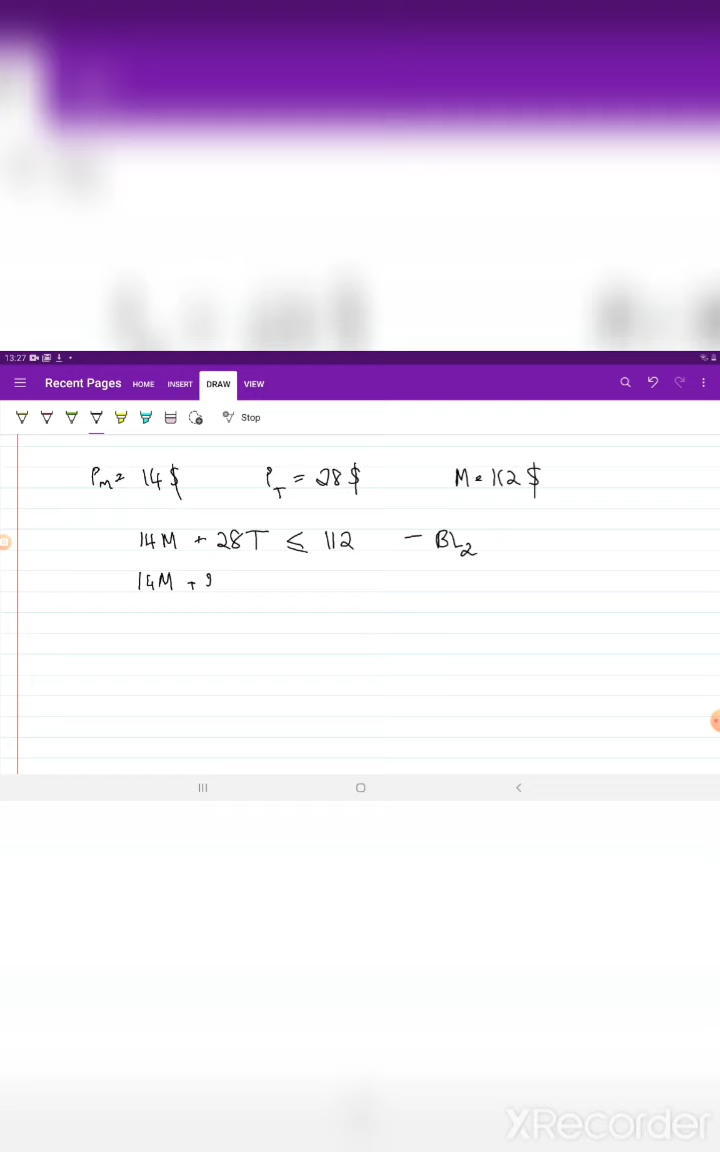 13:27
Recent Pages HOME INSERT DRAW VIEW
Stop
PM = 14$ PT = 28$ M = 112$
14M + 28T ≤ 112 - BL2
14M + 9
XRecorder